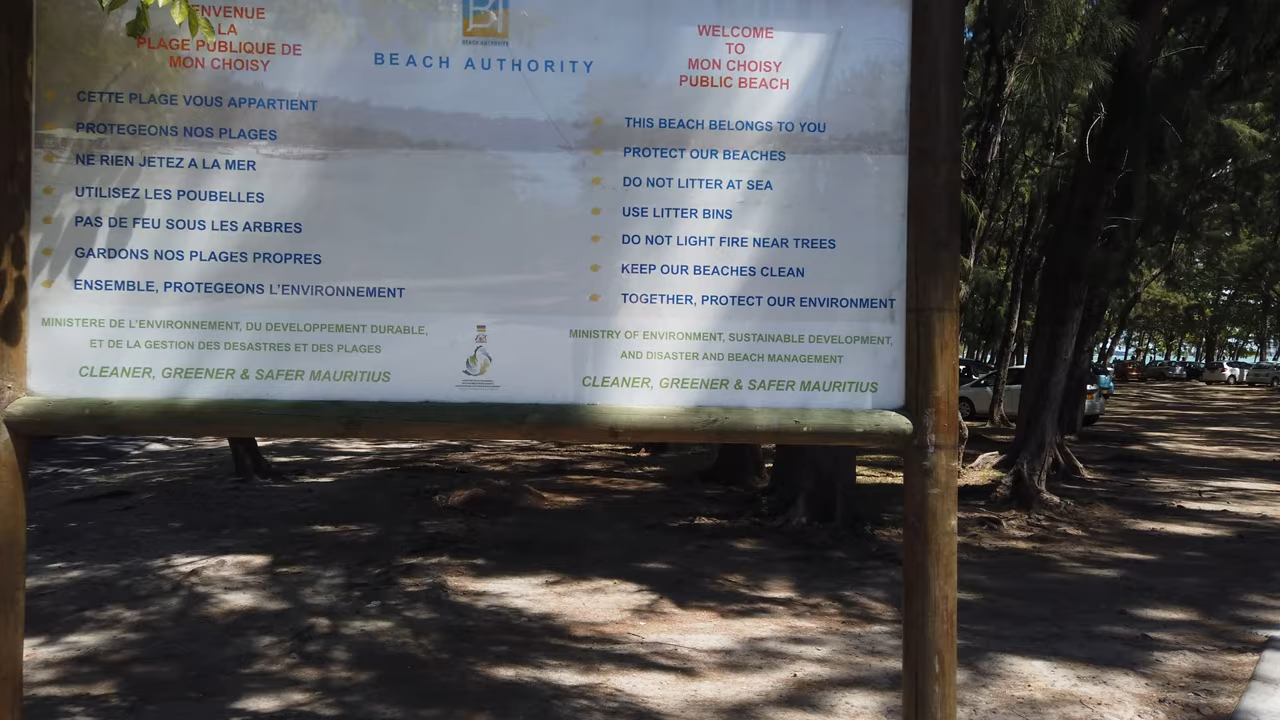 LA
PLAGE PUBLIQUE DE
MON CHOISY
CETTE PLAGE VOUS APPARTIENT
PROTEGEONS NOS PLAGES
NE RIEN JETEZ A LA MER
UTILISEZ LES POUBELLES
PAS DE FEU SOUS LES ARBRES
GARDONS NOS PLAGES PROPRES
ENSEMBLE, PROTEGEONS L'ENVIRONNEMENT
MINISTERE DE L'ENVIRONNEMENT, DU DEVELOPPEMENT DURABLE,
ET DE LA GESTION DES DESASTRES ET DES PLAGES
CLEANER, GREENER & SAFER MAURITIUS
BEACH AUTHORITY
BEACH AUTHORITY
WELCOME
TO
MON CHOISY
PUBLIC BEACH
THIS BEACH BELONGS TO YOU
PROTECT OUR BEACHES
DO NOT LITTER AT SEA
USE LITTER BINS
DO NOT LIGHT FIRE NEAR TREES
KEEP OUR BEACHES CLEAN
TOGETHER, PROTECT OUR ENVIRONMENT
MINISTRY OF ENVIRONMENT, SUSTAINABLE DEVELOPMENT,
AND DISASTER AND BEACH MANAGEMENT
CLEANER, GREENER & SAFER MAURITIUS